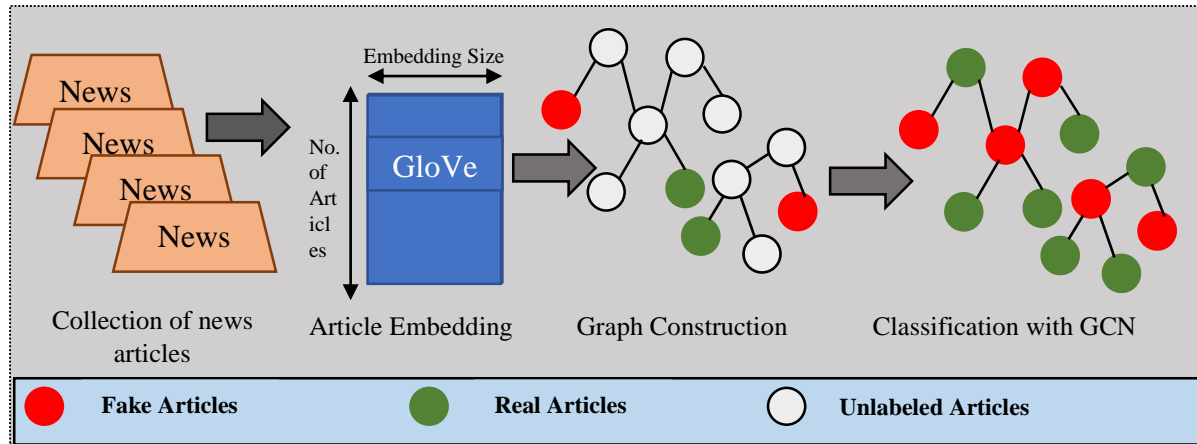 News
News
News
News
Collection of news
articles
Embedding Size
No.
of
Art
icl
es
GloVe
Article Embedding
Graph Construction
Classification with GCN
Fake Articles
Real Articles
Unlabeled Articles